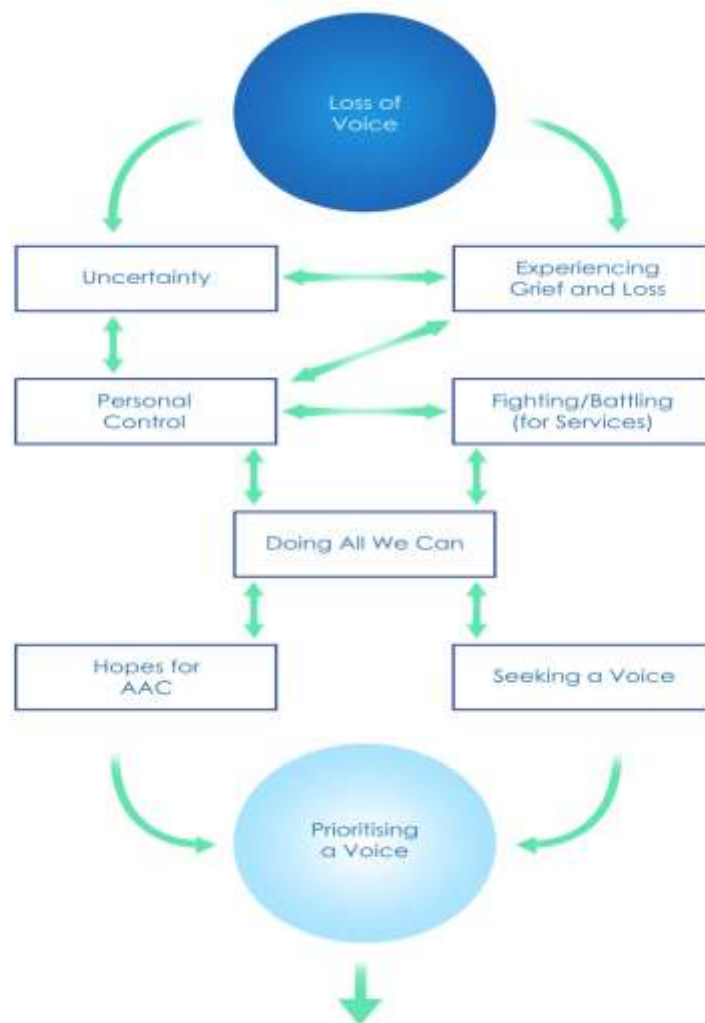 Loss of
Voice
Uncertainty
Experiencing
Grief and Loss
Personal
Control
Fighting/Battling
(for Services)
Doing All We Can
Hopes for
AAC
Seeking a Voice
Prioritising
a Voice